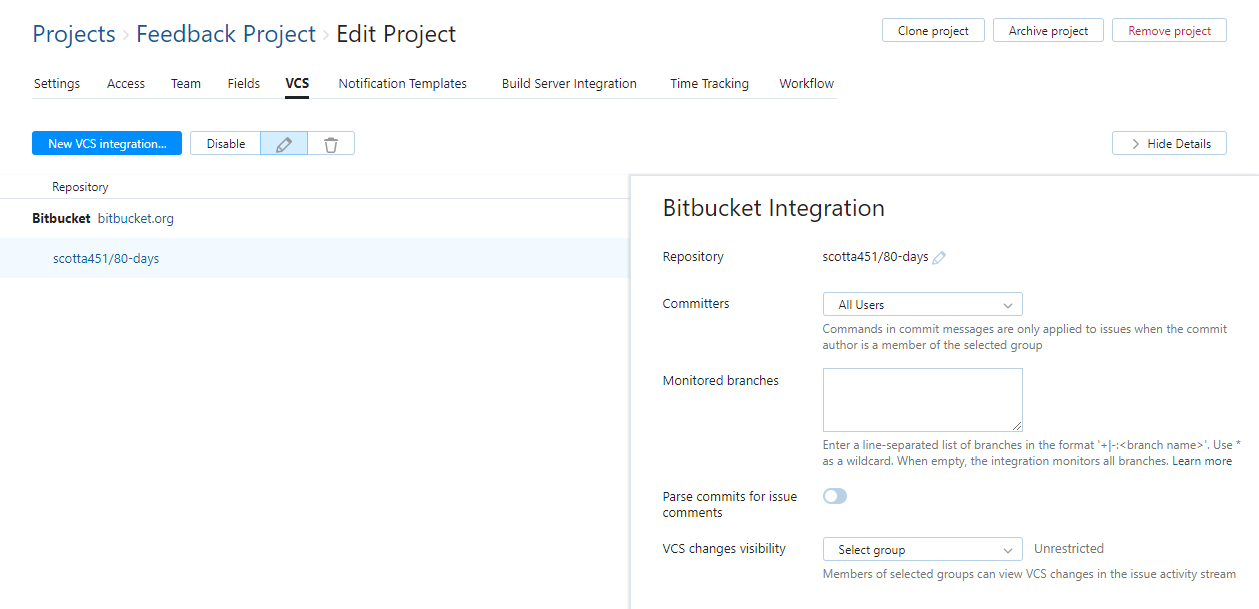 Projects › Feedback Project › Edit Project
Clone project
Archive project
Remove project
Settings
Access
Team
Fields
VCS
Notification Templates
Build Server Integration
Time Tracking
Workflow
New VCS integration...
Disable
Hide Details
Repository
Bitbucket bitbucket.org
scotta451/80-days
Bitbucket Integration
Repository
scotta451/80-days
Committers
All Users
Commands in commit messages are only applied to issues when the commit
author is a member of the selected group
Monitored branches
Enter a line-separated list of branches in the format '+|-:<branch name>'. Use *
as a wildcard. When empty, the integration monitors all branches. Learn more
Parse commits for issue
comments
VCS changes visibility
Select group
Unrestricted
Members of selected groups can view VCS changes in the issue activity stream